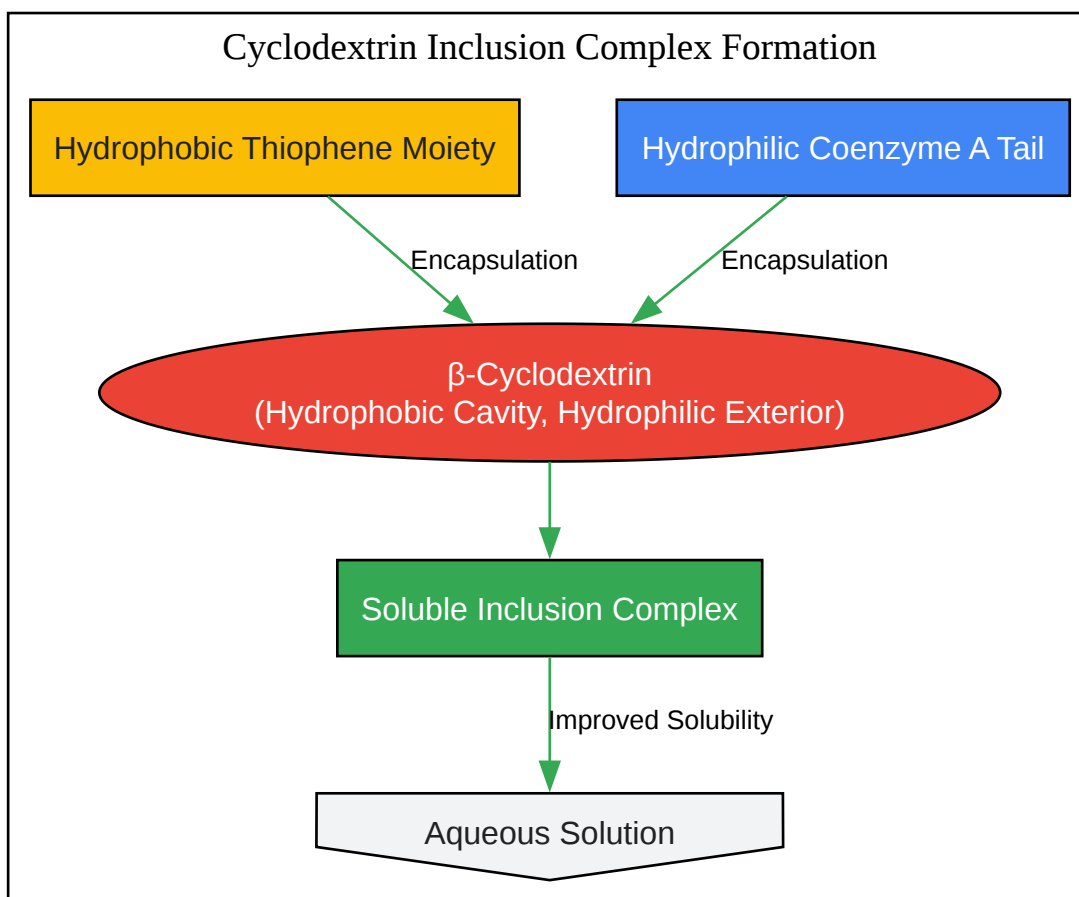 Cyclodextrin Inclusion Complex Formation
Hydrophobic Thiophene Moiety
Hydrophilic Coenzyme A Tail
Encapsulation
Encapsulation
β-Cyclodextrin
(Hydrophobic Cavity, Hydrophilic Exterior)
Soluble Inclusion Complex
Improved Solubility
Aqueous Solution